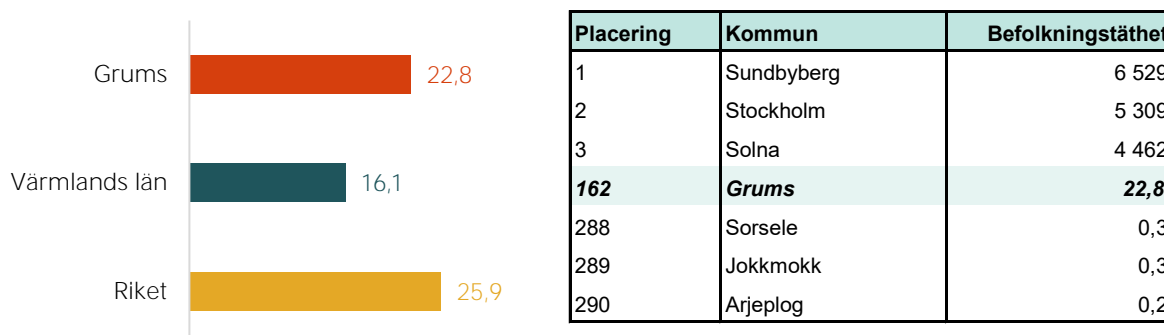 Grums 22,8
Värmlands län 16,1
Riket 25,9
Placering Kommun Befolkningstäthet
1 Sundbyberg 6 529
2 Stockholm 5 309
3 Solna 4 462
162 Grums 22,8
288 Sorsele 0,3
289 Jokkmokk 0,3
290 Arjeplog 0,2